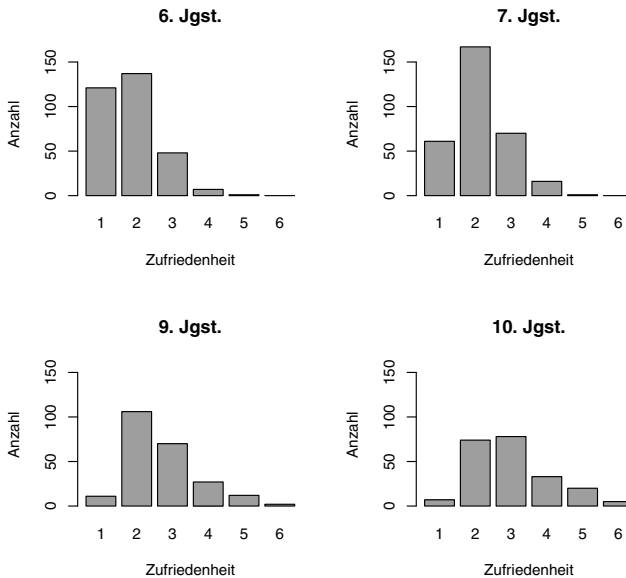 6. Jgst.
Anzahl
0 50 100 150
1 2 3 4 5 6
Zufriedenheit
7. Jgst.
Anzahl
0 50 100 150
1 2 3 4 5 6
Zufriedenheit
9. Jgst.
Anzahl
0 50 100 150
1 2 3 4 5 6
Zufriedenheit
10. Jgst.
Anzahl
0 50 100 150
1 2 3 4 5 6
Zufriedenheit